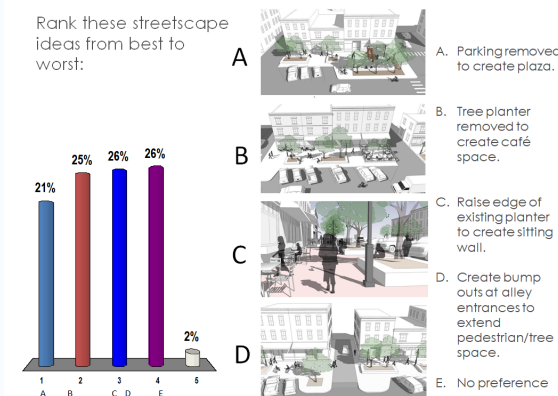 Rank these streetscape
ideas from best to
worst:
21%
25%
26%
26%
2%
1 2 3 4 5
A B C D E
A
B
C
D
A. Parking removed
to create plaza.
B. Tree planter
removed to
create café
space.
C. Raise edge of
existing planter
to create sitting
wall.
D. Create bump
outs at alley
entrances to
extend
pedestrian/tree
space.
E. No preference